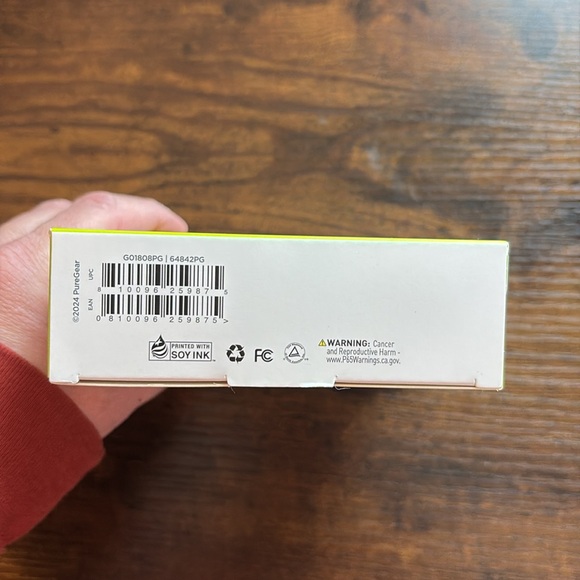 ©2024 PureGear
G01808PG | 64842PG
UPC
8 10096 25987 5
EAN
0 810096 259875
PRINTED WITH
SOY INK™
FC
WARNING: Cancer
and Reproductive Harm -
www.P65Warnings.ca.gov.